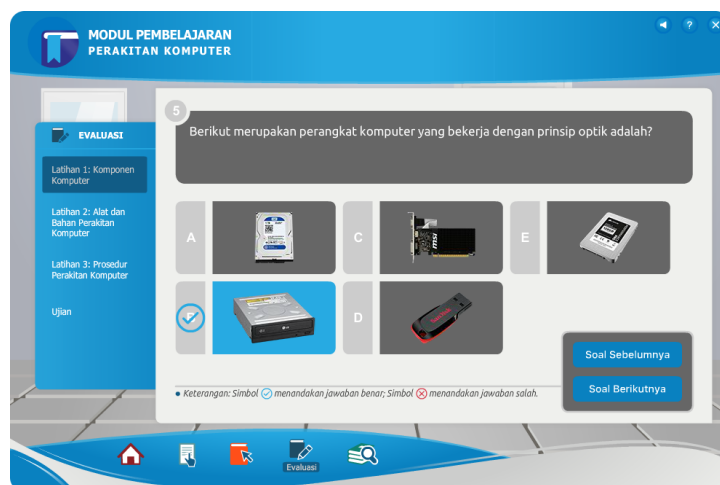 MODUL PEMBELAJARAN
PERAKITAN KOMPUTER
?
EVALUASI
Latihan 1: Komponen
Komputer
Latihan 2: Alat dan
Bahan Perakitan
Komputer
Latihan 3: Prosedur
Perakitan Komputer
Ujian
5
Berikut merupakan perangkat komputer yang bekerja dengan prinsip optik adalah?
A
C
msi
E
D
Soal Sebelumnya
Soal Berikutnya
• Keterangan: Simbol menandakan jawaban benar; Simbol menandakan jawaban salah.
Evaluasi